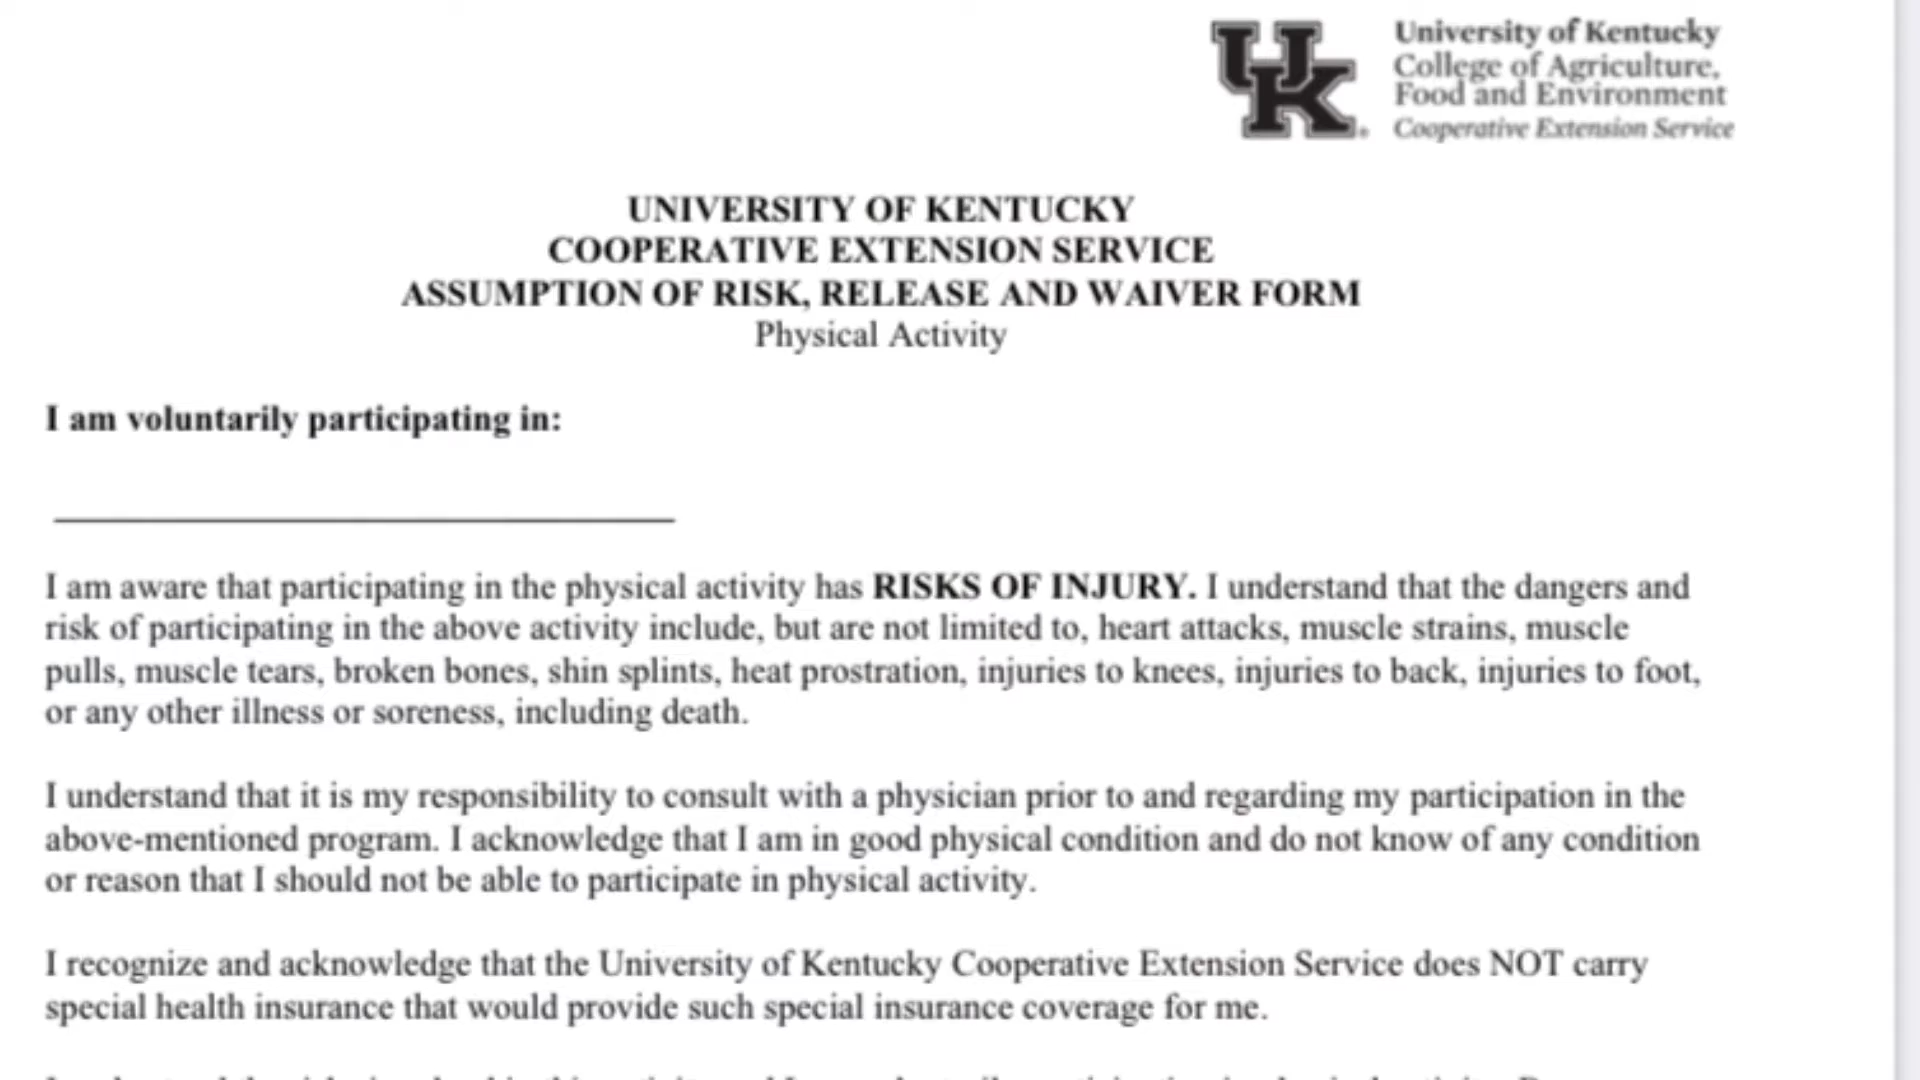 UK
University of Kentucky
College of Agriculture,
Food and Environment
Cooperative Extension Service
UNIVERSITY OF KENTUCKY
COOPERATIVE EXTENSION SERVICE
ASSUMPTION OF RISK, RELEASE AND WAIVER FORM
Physical Activity
I am voluntarily participating in:
I am aware that participating in the physical activity has RISKS OF INJURY. I understand that the dangers and
risk of participating in the above activity include, but are not limited to, heart attacks, muscle strains, muscle
pulls, muscle tears, broken bones, shin splints, heat prostration, injuries to knees, injuries to back, injuries to foot,
or any other illness or soreness, including death.
I understand that it is my responsibility to consult with a physician prior to and regarding my participation in the
above-mentioned program. I acknowledge that I am in good physical condition and do not know of any condition
or reason that I should not be able to participate in physical activity.
I recognize and acknowledge that the University of Kentucky Cooperative Extension Service does NOT carry
special health insurance that would provide such special insurance coverage for me.